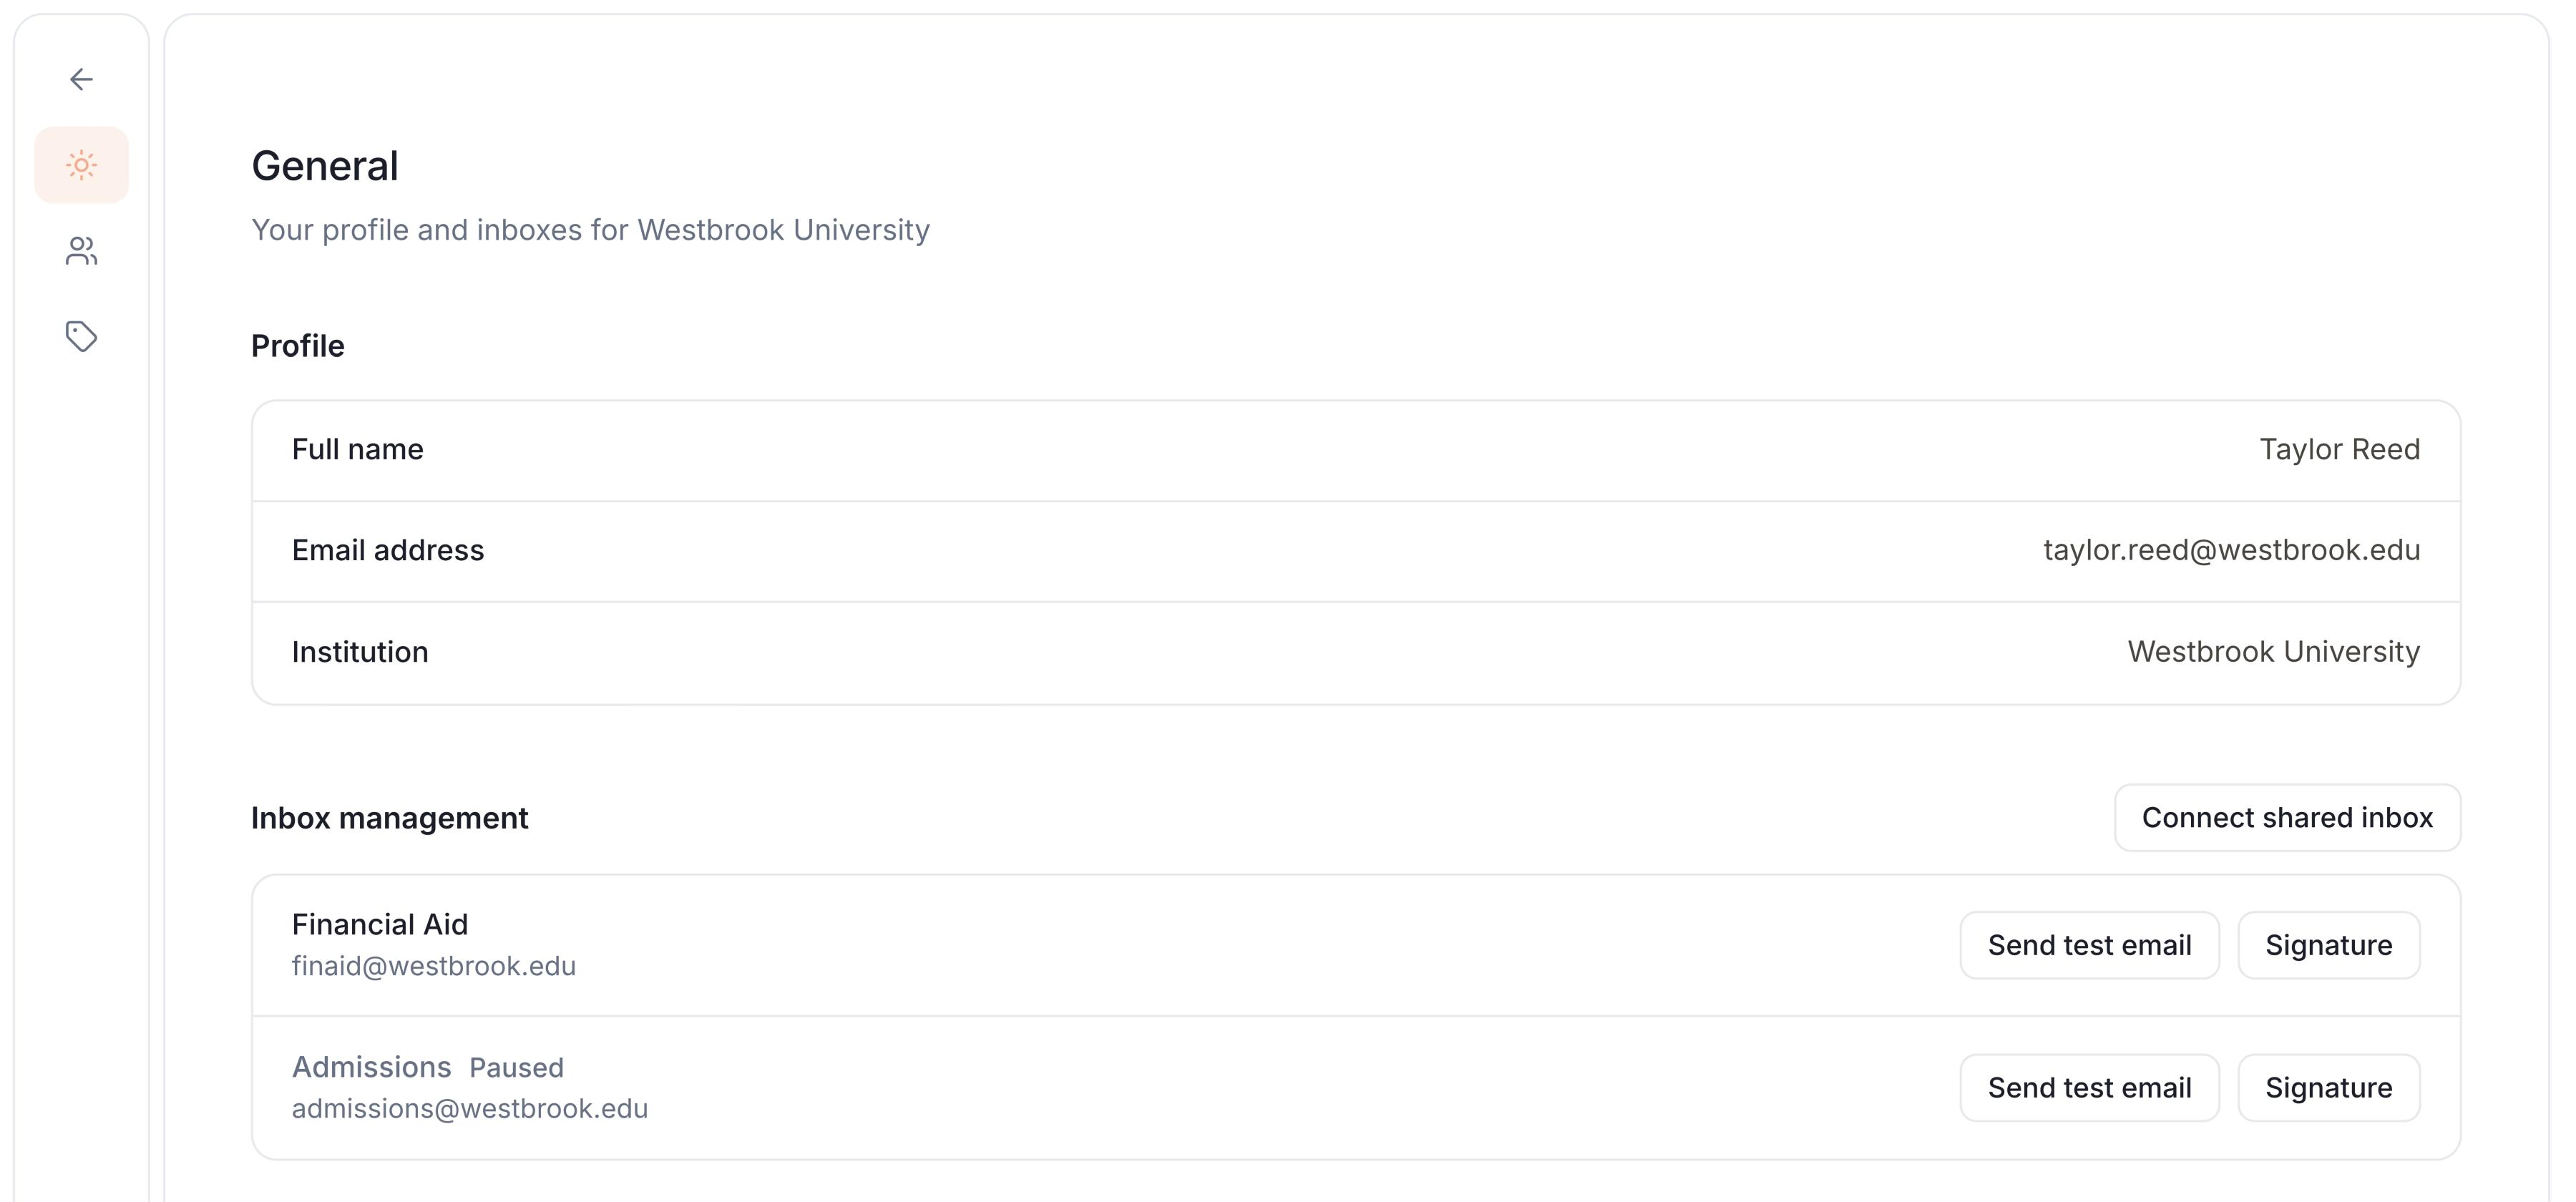 General
Your profile and inboxes for Westbrook University
Profile
Full name
Taylor Reed
Email address
taylor.reed@westbrook.edu
Institution
Westbrook University
Inbox management
Connect shared inbox
Financial Aid
finaid@westbrook.edu
Send test email
Signature
Admissions Paused
admissions@westbrook.edu
Send test email
Signature